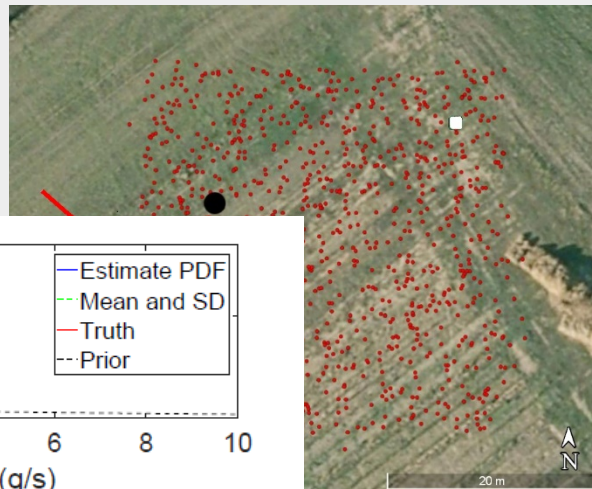 Estimate PDF
Mean and SD
Truth
Prior
6 8 10
(g/s)
N
20 m